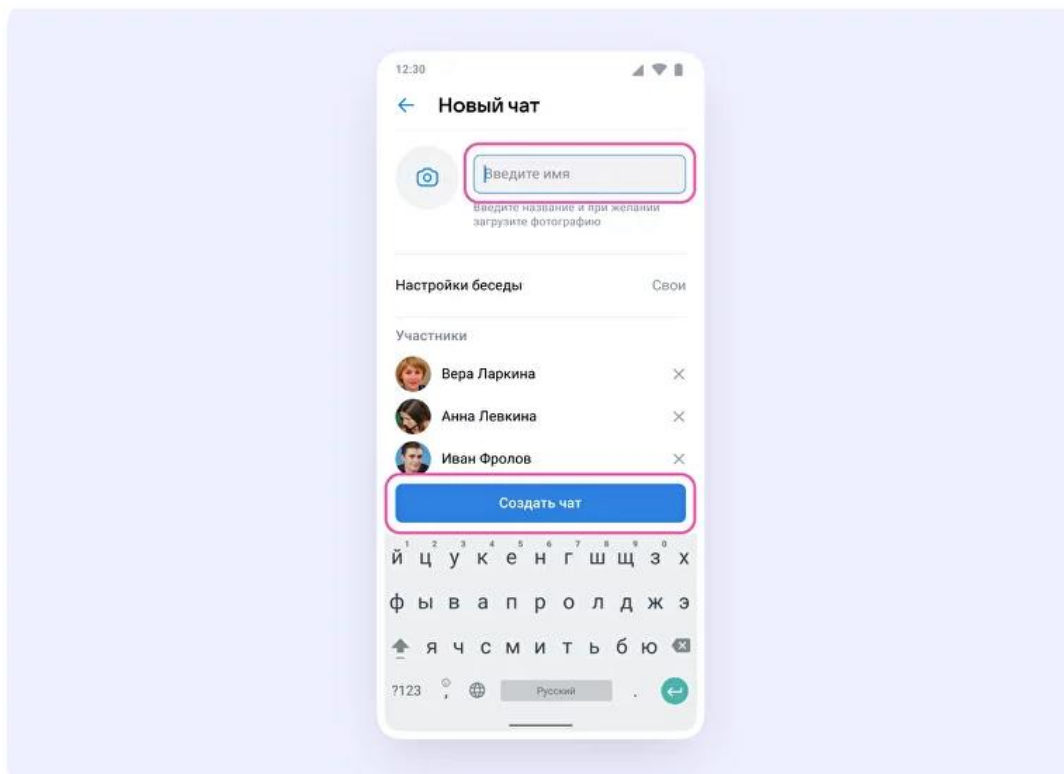 12:30
Новый чат
Введите имя
Введите название и при желании
загрузите фотографию
Настройки беседы Свои
Участники
Вера Ларкина
Анна Левкина
Иван Фролов
Создать чат
1 2 3 4 5 6 7 8 9 0
й ц у к е н г ш щ з х
ф ы в а п р о л д ж э
я ч с м и т ь б ю
?123 , Русский .